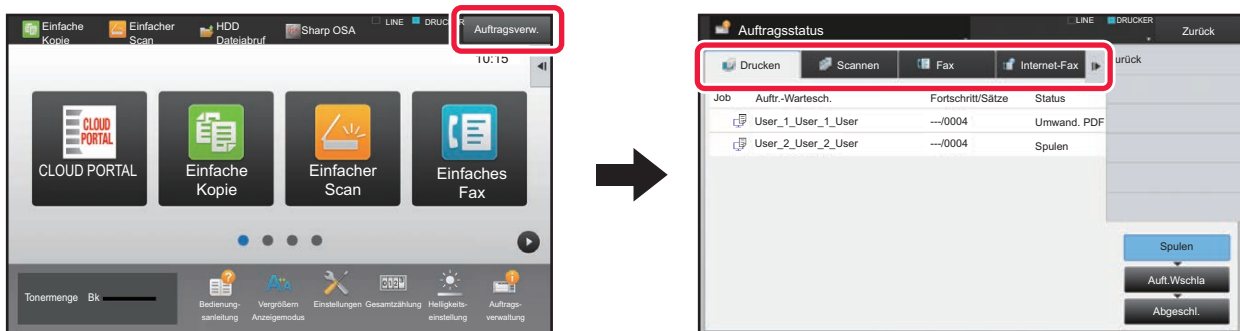 Einfache
Kopie
Einfacher
Scan
HDD
Dateiabruf
Sharp OSA
LINE
DRUCKER
Auftragsverw.
10:15
CLOUD
PORTAL
CLOUD PORTAL
Einfache
Kopie
Einfacher
Scan
Einfaches
Fax
Tonermenge Bk
Bedienung-
sanleitung
Vergrößern
Anzeigemodus
Einstellungen
Gesamtzählung
Helligkeits-
einstellung
Auftrags-
verwaltung
Auftragsstatus
LINE
DRUCKER
Zurück
Drucken
Scannen
Fax
Internet-Fax
urück
Job Auftr.-Wartesch. Fortschritt/Sätze Status
User_1_User_1_User ---/0004 Umwand. PDF
User_2_User_2_User ---/0004 Spulen
Spulen
Auft.Wschla
Abgeschl.